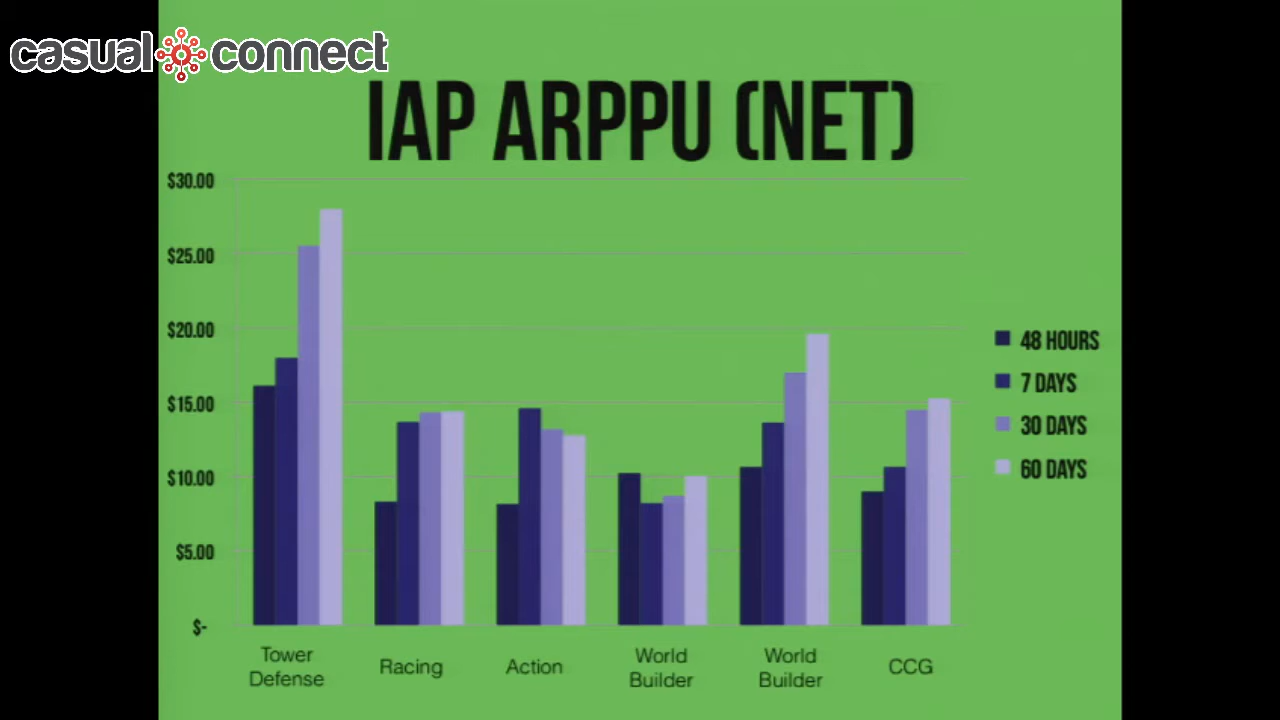 casual connect
IAP ARPPU (NET)
$30.00
$25.00
$20.00
$15.00
$10.00
$5.00
$-
48 HOURS
7 DAYS
30 DAYS
60 DAYS
Tower
Defense
Racing
Action
World
Builder
World
Builder
CCG